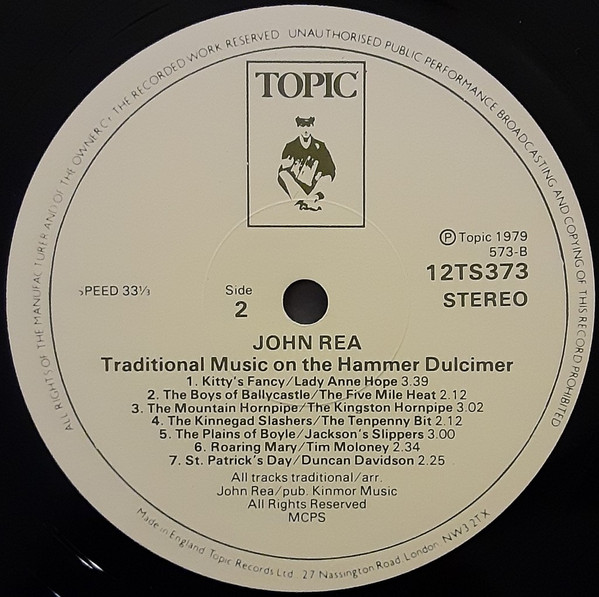 ALL RIGHTS OF THE MANUFACTURER AND OF THE OWNER OF THE RECORDED WORK RESERVED UNAUTHORISED PUBLIC PERFORMANCE BROADCASTING AND COPYING OF THIS RECORD PROHIBITED
TOPIC
Ⓟ Topic 1979
573-B
12TS373
STEREO
SPEED 33⅓
Side
2
JOHN REA
Traditional Music on the Hammer Dulcimer
1. Kitty's Fancy/Lady Anne Hope 3.39
2. The Boys of Ballycastle/The Five Mile Heat 2.12
3. The Mountain Hornpipe/The Kingston Hornpipe 3.02
4. The Kinnegad Slashers/The Tenpenny Bit 2.12
5. The Plains of Boyle/Jackson's Slippers 3.00
6. Roaring Mary/Tim Moloney 2.34
7. St. Patrick's Day/Duncan Davidson 2.25
All tracks traditional/arr.
John Rea/pub. Kinmor Music
All Rights Reserved
MCPS
Made in England Topic Records Ltd. 27 Nassington Road London NW3 2TX